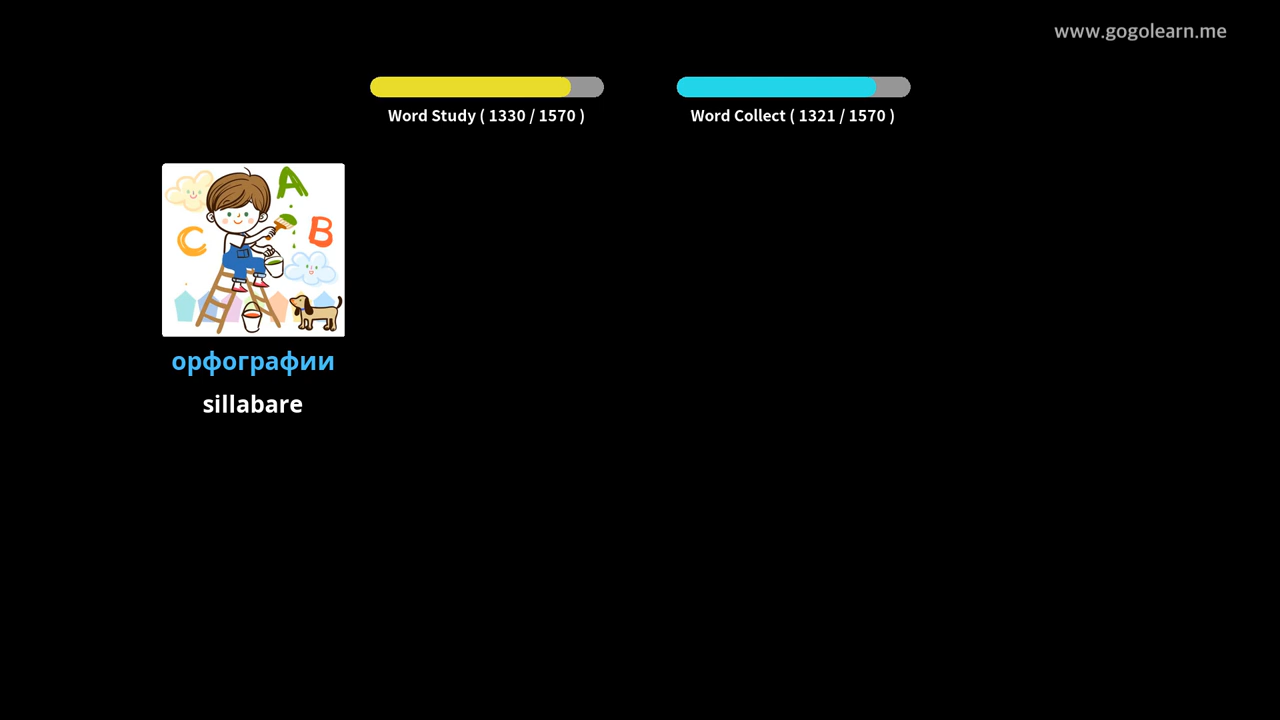 www.gogolearn.me
Word Study ( 1330 / 1570 )
Word Collect ( 1321 / 1570 )
A
B
C
орфографии
sillabare